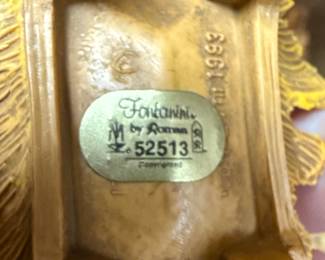 Fontanini
by Roman
52513
Copyrighted
1993